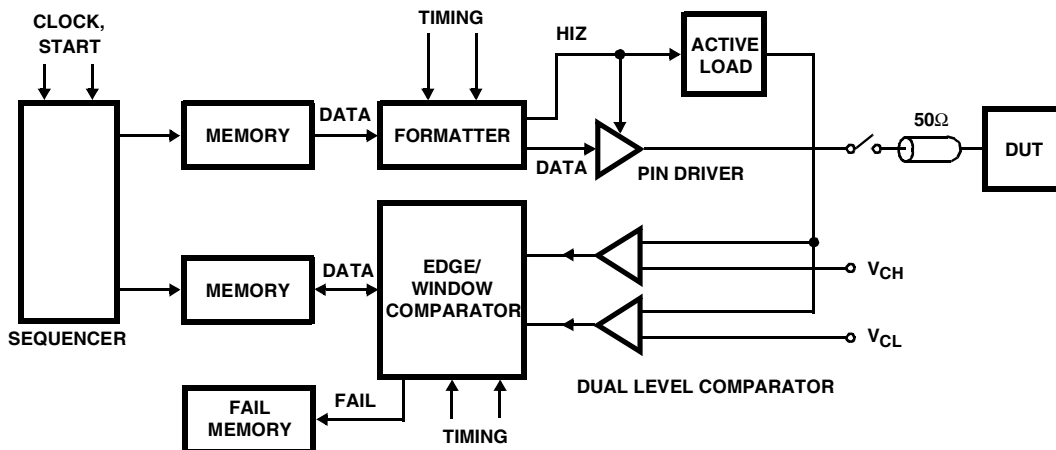 CLOCK,
START
TIMING
HIZ
ACTIVE
LOAD
MEMORY
DATA
FORMATTER
DATA
PIN DRIVER
50Ω
DUT
SEQUENCER
MEMORY
DATA
EDGE/
WINDOW
COMPARATOR
VCH
VCL
DUAL LEVEL COMPARATOR
FAIL
MEMORY
FAIL
TIMING